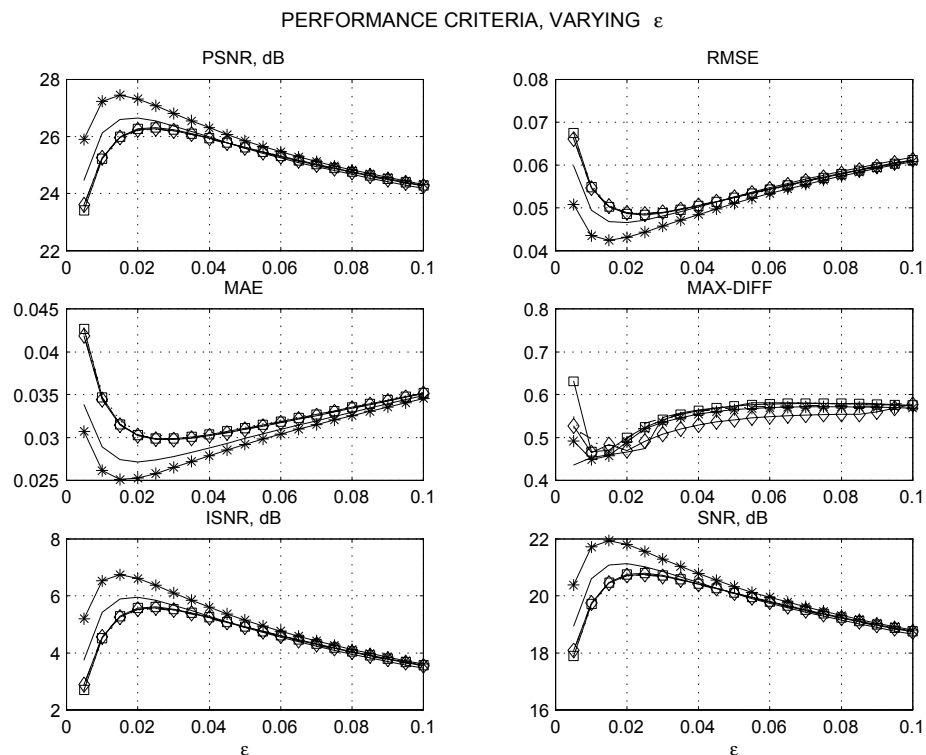 PERFORMANCE CRITERIA, VARYING ε
PSNR, dB
28
26
24
22
0 0.02 0.04 0.06 0.08 0.1
RMSE
0.08
0.07
0.06
0.05
0.04
0 0.02 0.04 0.06 0.08 0.1
MAE
0.045
0.04
0.035
0.03
0.025
0 0.02 0.04 0.06 0.08 0.1
MAX-DIFF
0.8
0.7
0.6
0.5
0.4
0 0.02 0.04 0.06 0.08 0.1
ISNR, dB
8
6
4
2
0 0.02 0.04 0.06 0.08 0.1
ε
SNR, dB
22
20
18
16
0 0.02 0.04 0.06 0.08 0.1
ε